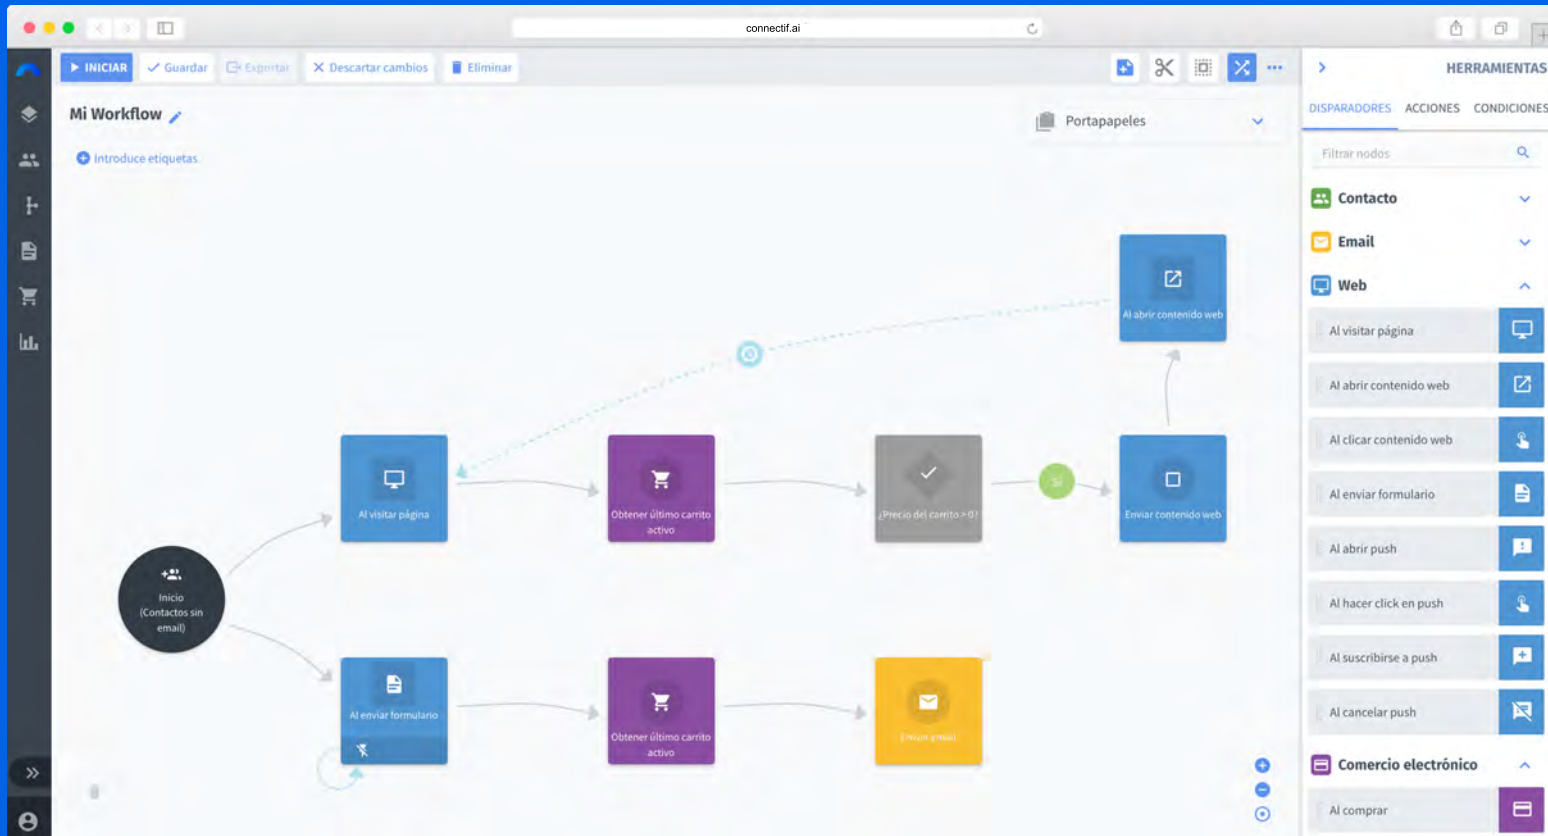 connectif.ai
INICIAR
Guardar
Exportar
Descartar cambios
Eliminar
HERRAMIENTAS
Mi Workflow
Portapapeles
DISPARADORES ACCIONES CONDICIONES
Introduce etiquetas
Filtrar nodos
Contacto
Email
Web
Al visitar página
Al abrir contenido web
Al clicar contenido web
Al enviar formulario
Al abrir push
Al hacer click en push
Al suscribirse a push
Al cancelar push
Comercio electrónico
Al comprar
Al abrir contenido web
Al visitar página
Obtener último carrito
activo
¿Precio del carrito > 0?
sí
Enviar contenido web
Inicio
(Contactos sin
email)
Al enviar formulario
Obtener último carrito
activo
Enviar email